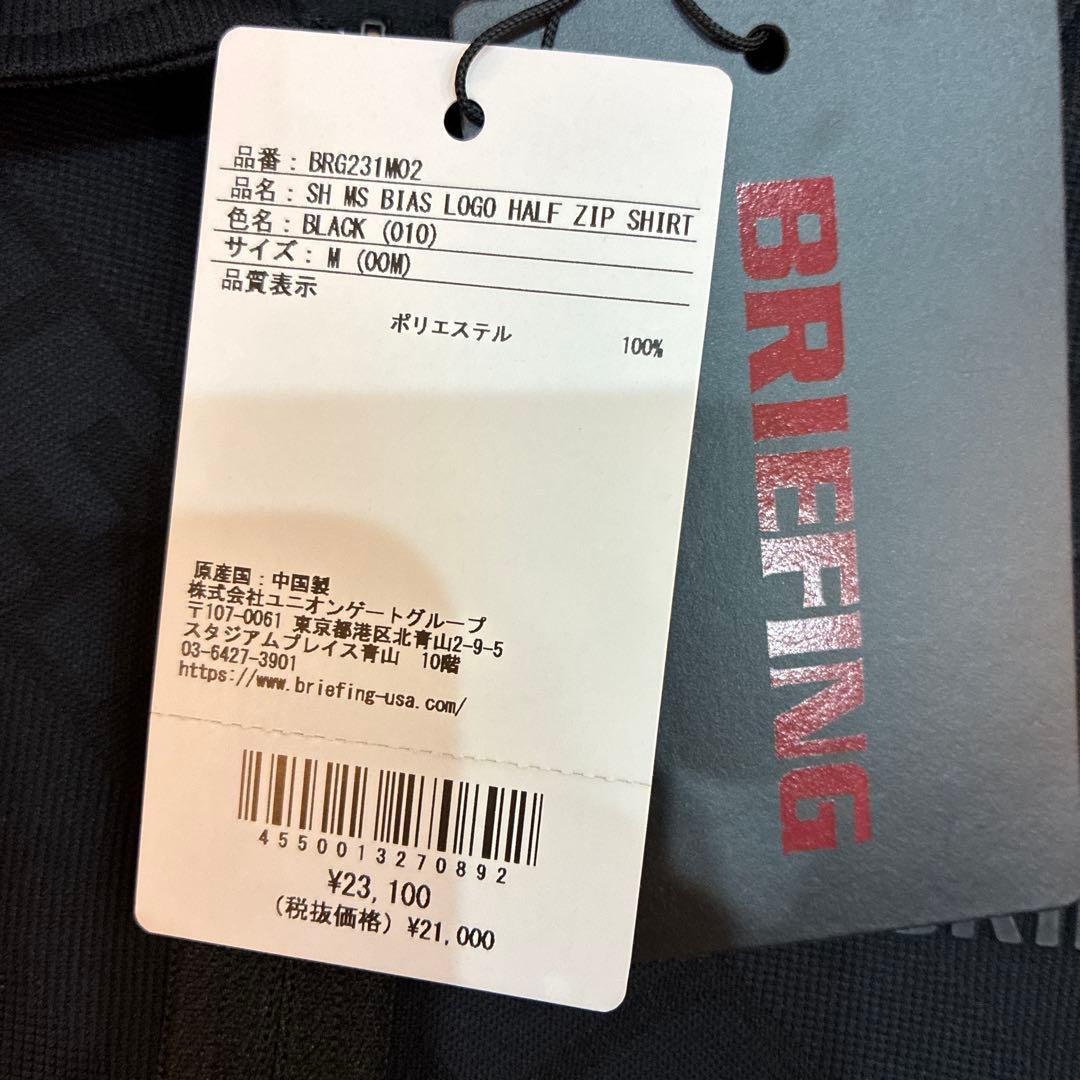 品番：BRG231M02
品名：SH MS BIAS LOGO HALF ZIP SHIRT
色名：BLACK (010)
サイズ：M (00M)
品質表示
ポリエステル 100%
原産国：中国製
株式会社ユニオンゲートグループ
〒107-0061 東京都港区北青山2-9-5
スタジアムプレイス青山 10階
03-6427-3901
https://www.briefing-usa.com/
4550013270892
¥23,100
(税抜価格) ¥21,000
BRIEFING